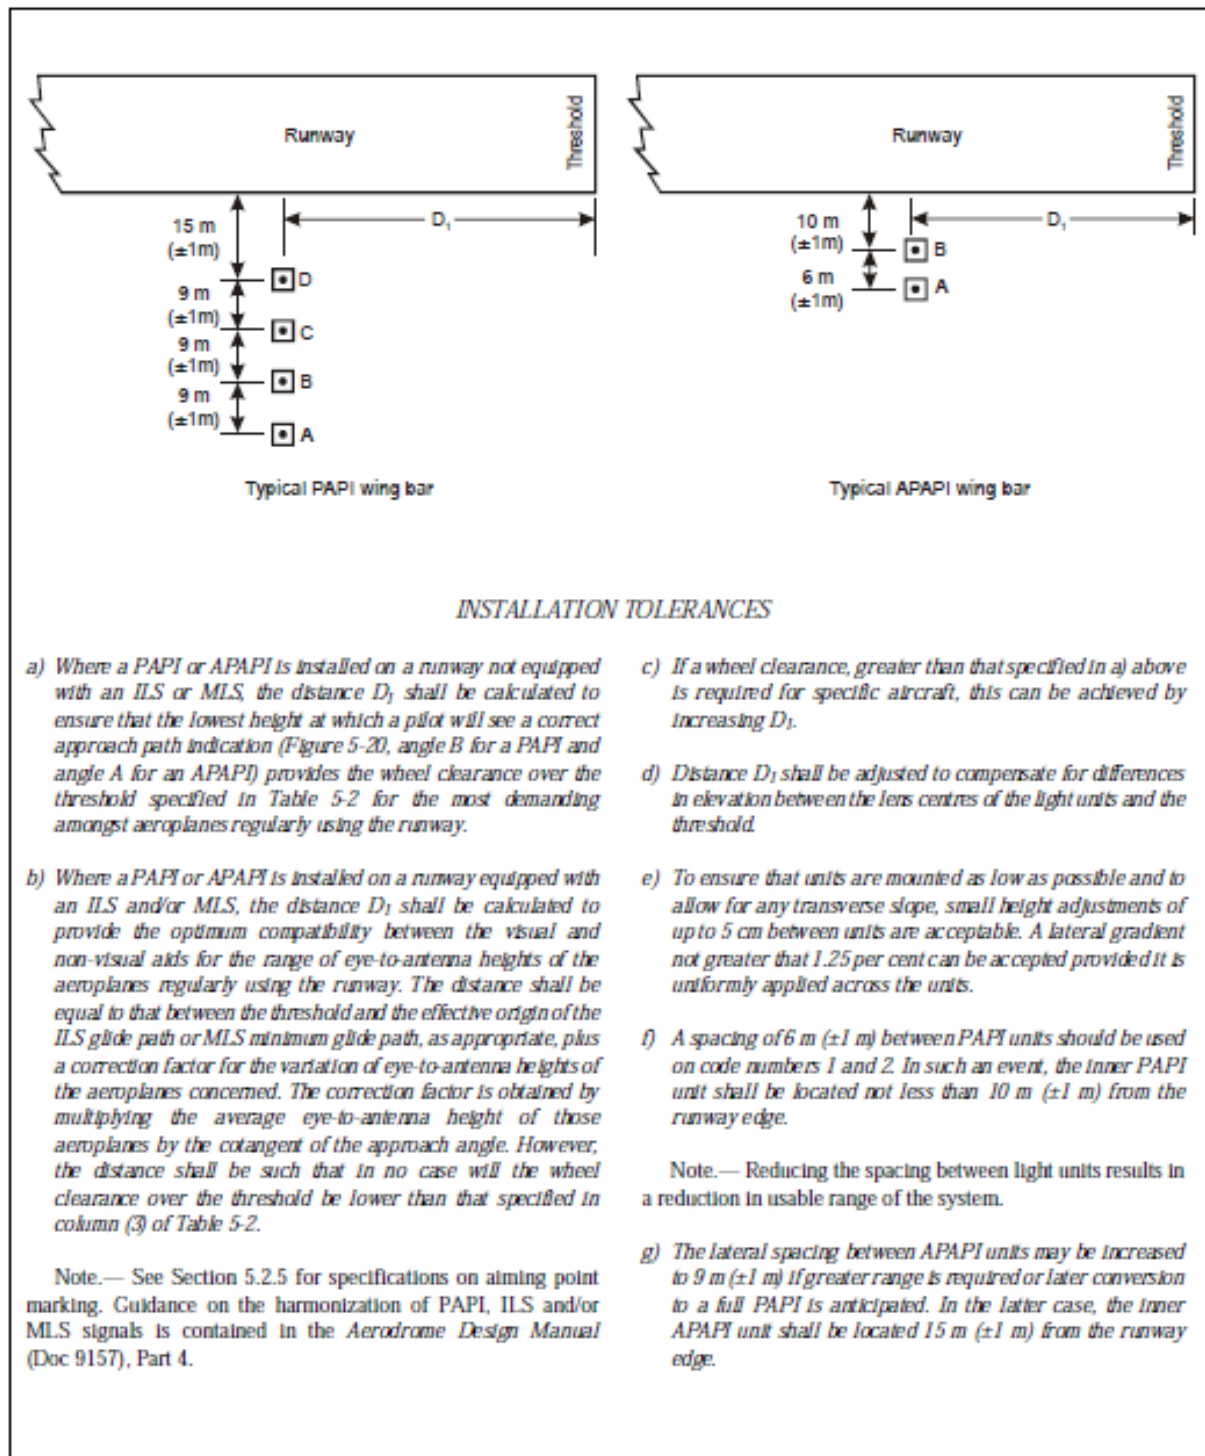 Runway
Threshold
15 m
(±1m)
D₁
D
9 m
(±1m)
C
9 m
(±1m)
B
9 m
(±1m)
A
Typical PAPI wing bar
Runway
Threshold
10 m
(±1m)
D₁
B
6 m
(±1m)
A
Typical APAPI wing bar
INSTALLATION TOLERANCES
a) Where a PAPI or APAPI is installed on a runway not equipped
with an ILS or MLS, the distance D₁ shall be calculated to
ensure that the lowest height at which a pilot will see a correct
approach path indication (Figure 5-20, angle B for a PAPI and
angle A for an APAPI) provides the wheel clearance over the
threshold specified in Table 5-2 for the most demanding
amongst aeroplanes regularly using the runway.
b) Where a PAPI or APAPI is installed on a runway equipped with
an ILS and/or MLS, the distance D₁ shall be calculated to
provide the optimum compatibility between the visual and
non-visual aids for the range of eye-to-antenna heights of the
aeroplanes regularly using the runway. The distance shall be
equal to that between the threshold and the effective origin of the
ILS glide path or MLS minimum glide path, as appropriate, plus
a correction factor for the variation of eye-to-antenna heights of
the aeroplanes concerned. The correction factor is obtained by
multiplying the average eye-to-antenna height of those
aeroplanes by the cotangent of the approach angle. However,
the distance shall be such that in no case will the wheel
clearance over the threshold be lower than that specified in
column (3) of Table 5-2.
Note.— See Section 5.2.5 for specifications on aiming point
marking. Guidance on the harmonization of PAPI, ILS and/or
MLS signals is contained in the Aerodrome Design Manual
(Doc 9157), Part 4.
c) If a wheel clearance, greater than that specified in a) above
is required for specific aircraft, this can be achieved by
increasing D₁.
d) Distance D₁ shall be adjusted to compensate for differences
in elevation between the lens centres of the light units and the
threshold.
e) To ensure that units are mounted as low as possible and to
allow for any transverse slope, small height adjustments of
up to 5 cm between units are acceptable. A lateral gradient
not greater that 1.25 per cent can be accepted provided it is
uniformly applied across the units.
f) A spacing of 6 m (±1 m) between PAPI units should be used
on code numbers 1 and 2. In such an event, the inner PAPI
unit shall be located not less than 10 m (±1 m) from the
runway edge.
Note.— Reducing the spacing between light units results in
a reduction in usable range of the system.
g) The lateral spacing between APAPI units may be increased
to 9 m (±1 m) if greater range is required or later conversion
to a full PAPI is anticipated. In the latter case, the inner
APAPI unit shall be located 15 m (±1 m) from the runway
edge.